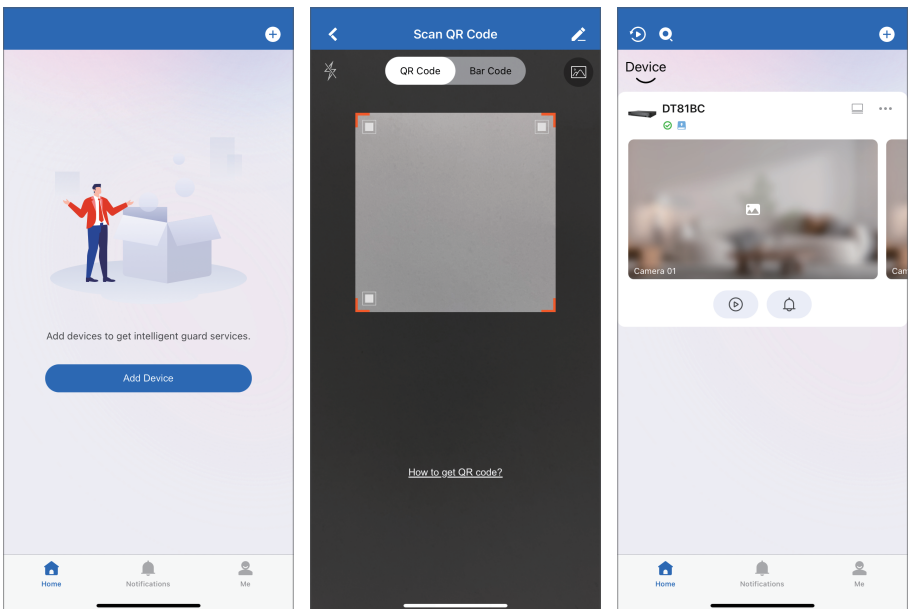 Add devices to get intelligent guard services.
Add Device
Home
Notifications
Me
Scan QR Code
QR Code
Bar Code
How to get QR code?
Device
DT81BC
Camera 01
Can
Home
Notifications
Me